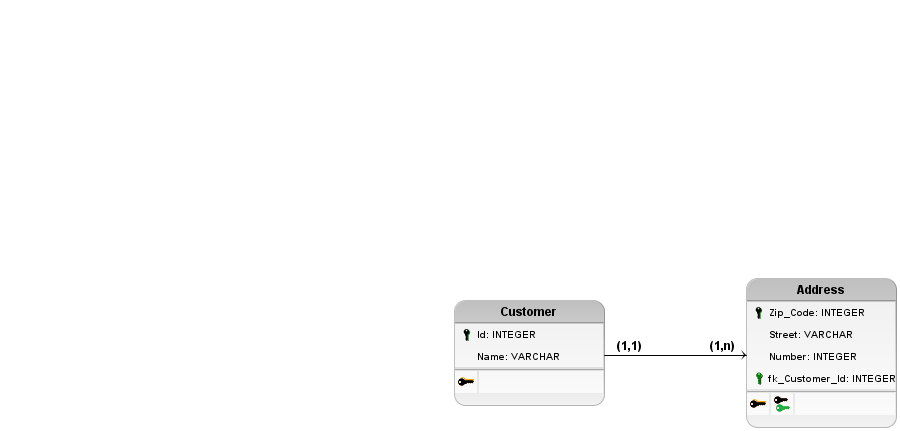 Customer
Id: INTEGER
Name: VARCHAR
(1,1)
(1,n)
Address
Zip_Code: INTEGER
Street: VARCHAR
Number: INTEGER
fk_Customer_Id: INTEGER